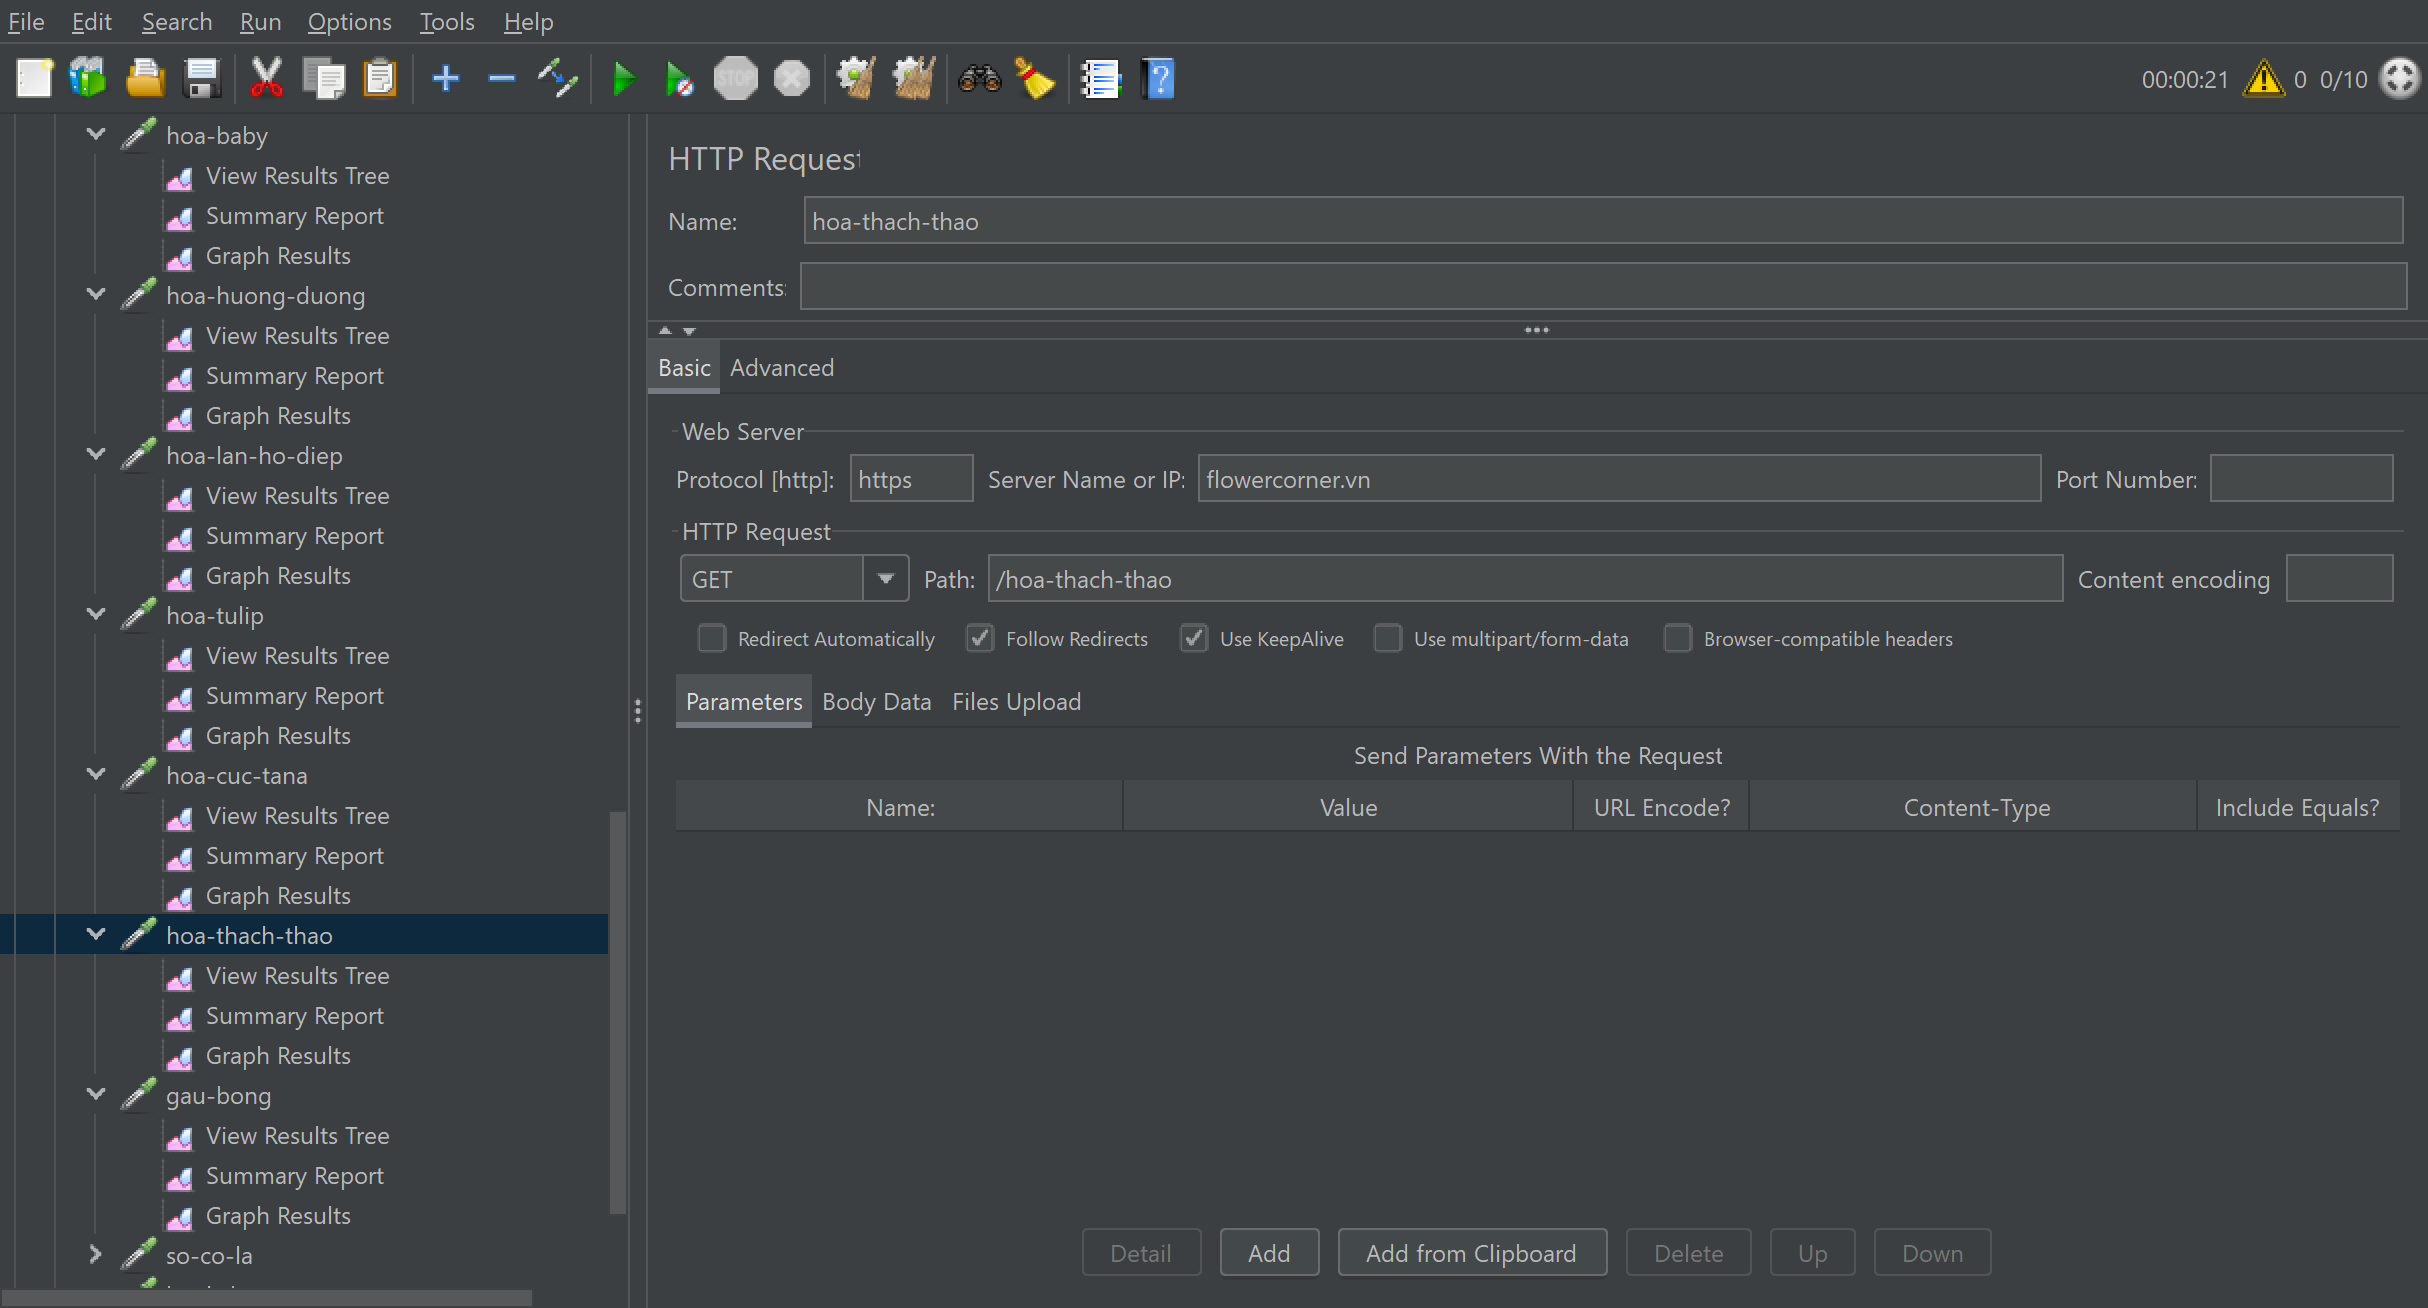 File Edit Search Run Options Tools Help
STOP
00:00:21 0 0/10
hoa-baby
View Results Tree
Summary Report
Graph Results
hoa-huong-duong
View Results Tree
Summary Report
Graph Results
hoa-lan-ho-diep
View Results Tree
Summary Report
Graph Results
hoa-tulip
View Results Tree
Summary Report
Graph Results
hoa-cuc-tana
View Results Tree
Summary Report
Graph Results
hoa-thach-thao
View Results Tree
Summary Report
Graph Results
gau-bong
View Results Tree
Summary Report
Graph Results
so-co-la
HTTP Request
Name: hoa-thach-thao
Comments:
Basic Advanced
Web Server
Protocol [http]: https Server Name or IP: flowercorner.vn Port Number:
HTTP Request
GET Path: /hoa-thach-thao Content encoding
Redirect Automatically Follow Redirects Use KeepAlive Use multipart/form-data Browser-compatible headers
Parameters Body Data Files Upload
Send Parameters With the Request
Name: Value URL Encode? Content-Type Include Equals?
Detail Add Add from Clipboard Delete Up Down